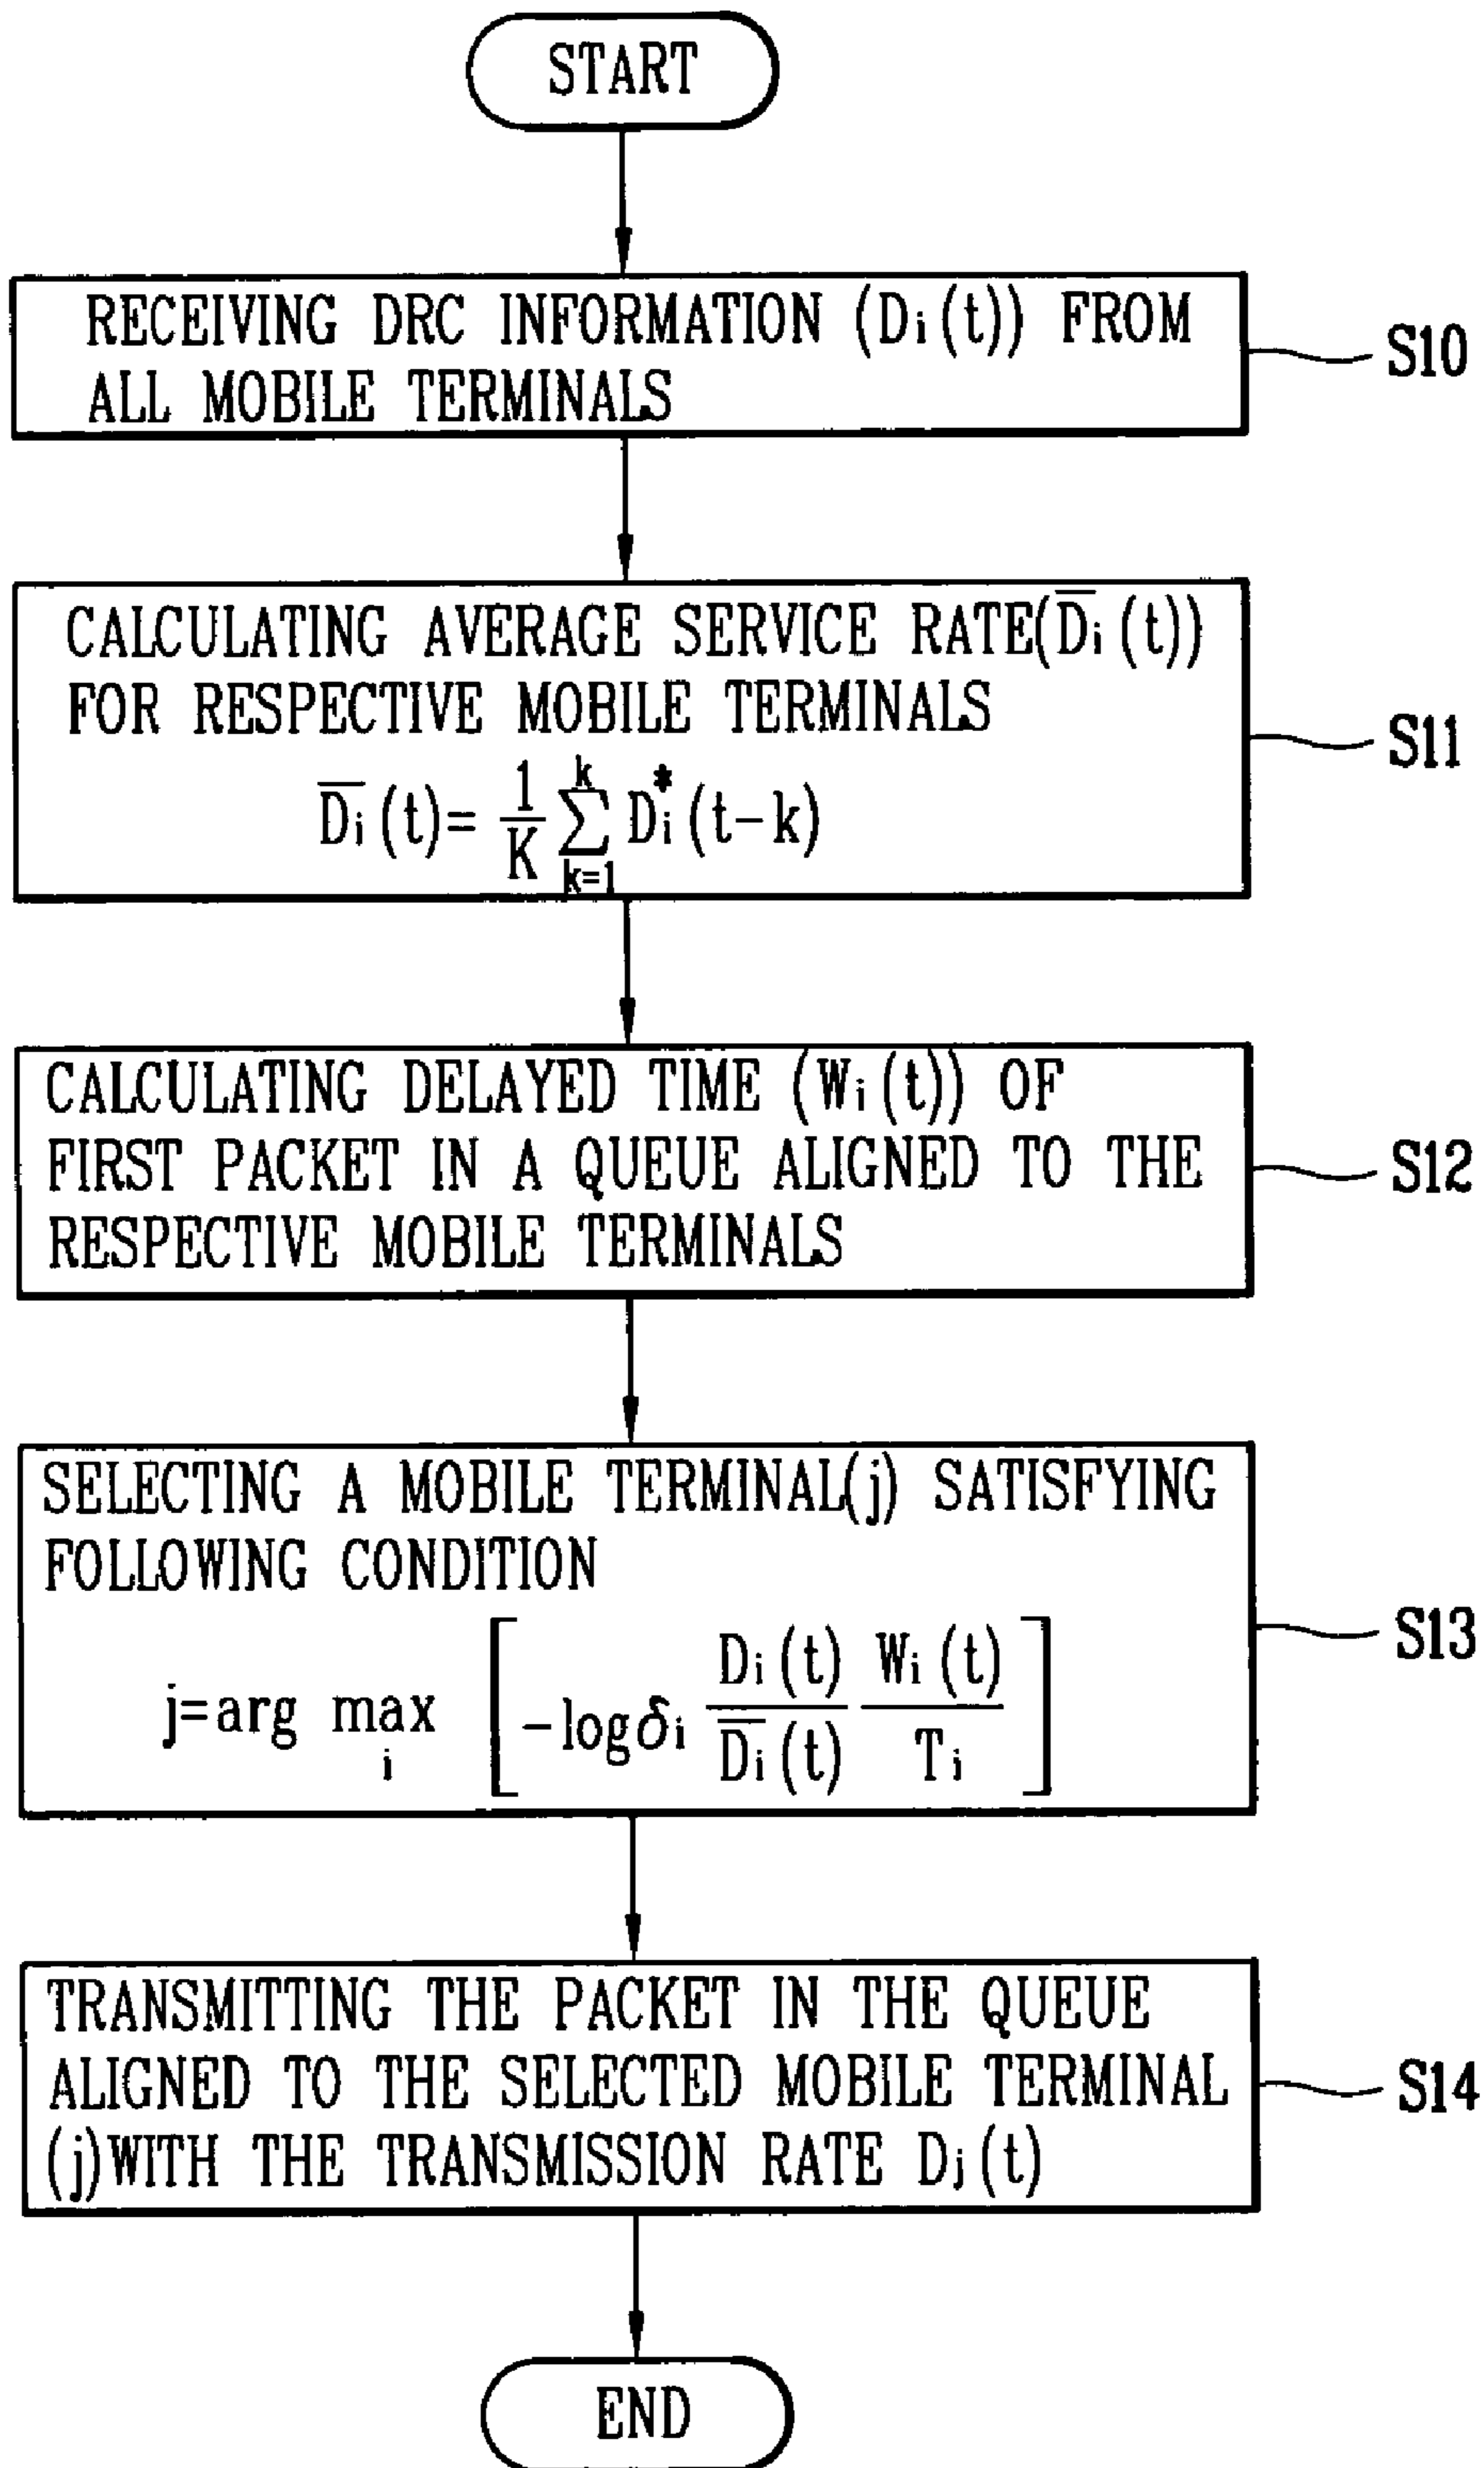 START
RECEIVING DRC INFORMATION (Di(t)) FROM
ALL MOBILE TERMINALS
S10
CALCULATING AVERAGE SERVICE RATE(D̅i(t))
FOR RESPECTIVE MOBILE TERMINALS
D̅i(t)= 1/K ∑_{k=1}^{k} D*i(t-k)
S11
CALCULATING DELAYED TIME (Wi(t)) OF
FIRST PACKET IN A QUEUE ALIGNED TO THE
RESPECTIVE MOBILE TERMINALS
S12
SELECTING A MOBILE TERMINAL(j) SATISFYING
FOLLOWING CONDITION
j=arg max_i [-logδi Di(t)/D̅i(t) Wi(t)/Ti]
S13
TRANSMITTING THE PACKET IN THE QUEUE
ALIGNED TO THE SELECTED MOBILE TERMINAL
(j)WITH THE TRANSMISSION RATE Dj(t)
S14
END